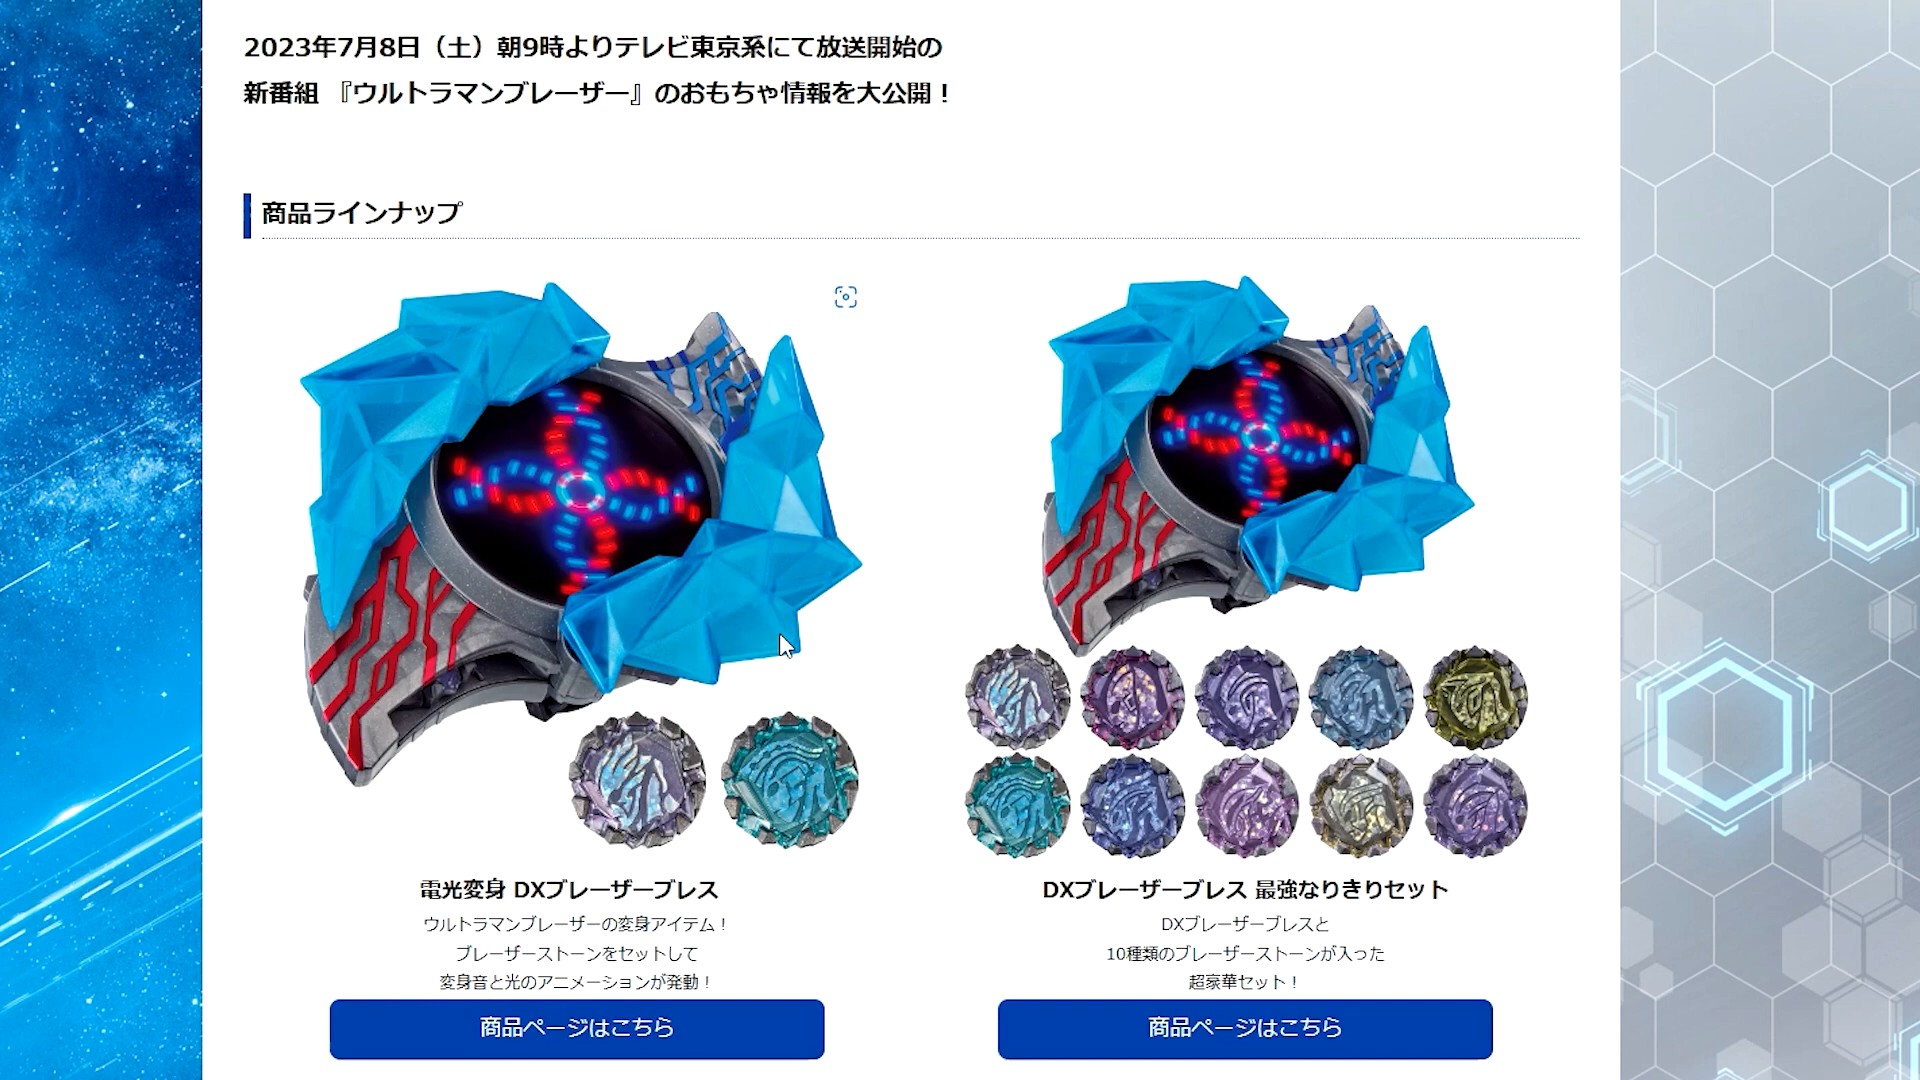 2023年7月8日（土）朝9時よりテレビ東京系にて放送開始の
新番組 『ウルトラマンブレーザー』のおもちゃ情報を大公開！
商品ラインナップ
電光変身 DXブレーザーブレス
ウルトラマンブレーザーの変身アイテム！
ブレーザーストーンをセットして
変身音と光のアニメーションが発動！
商品ページはこちら
DXブレーザーブレス 最強なりきりセット
DXブレーザーブレスと
10種類のブレーザーストーンが入った
超豪華セット！
商品ページはこちら